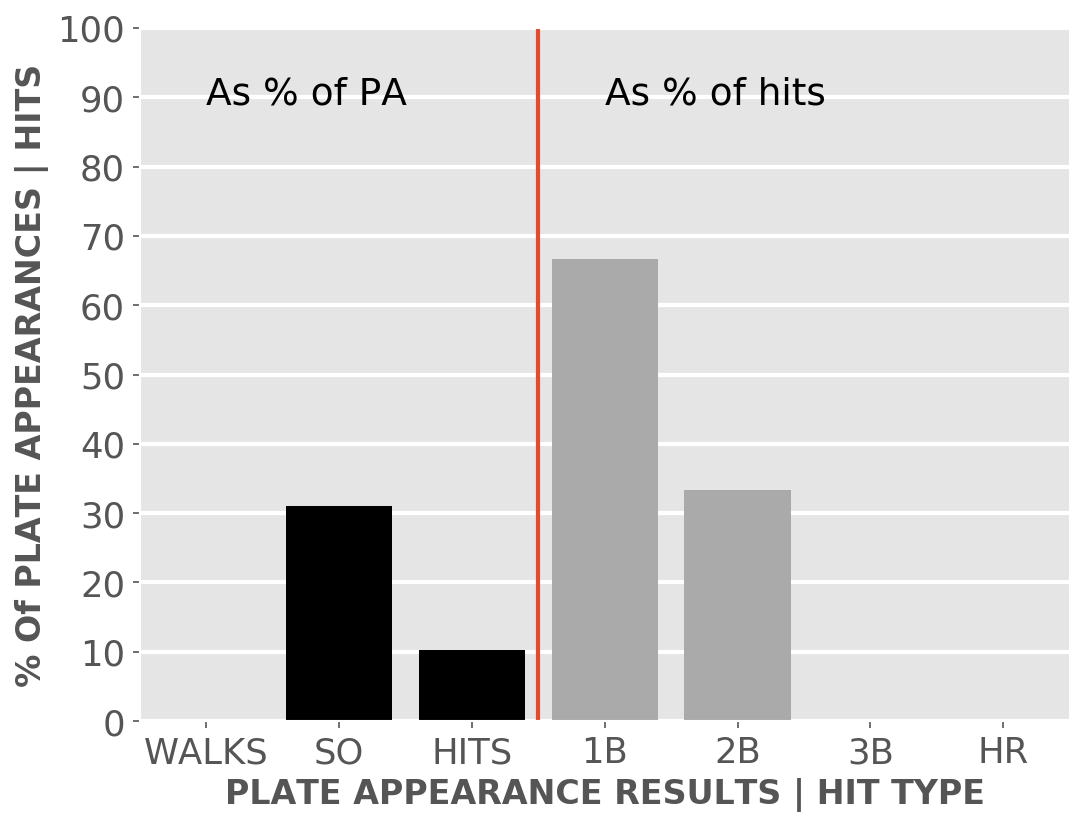 % Of PLATE APPEARANCES | HITS
100
90
80
70
60
50
40
30
20
10
0
As % of PA
As % of hits
WALKS SO HITS 1B 2B 3B HR
PLATE APPEARANCE RESULTS | HIT TYPE